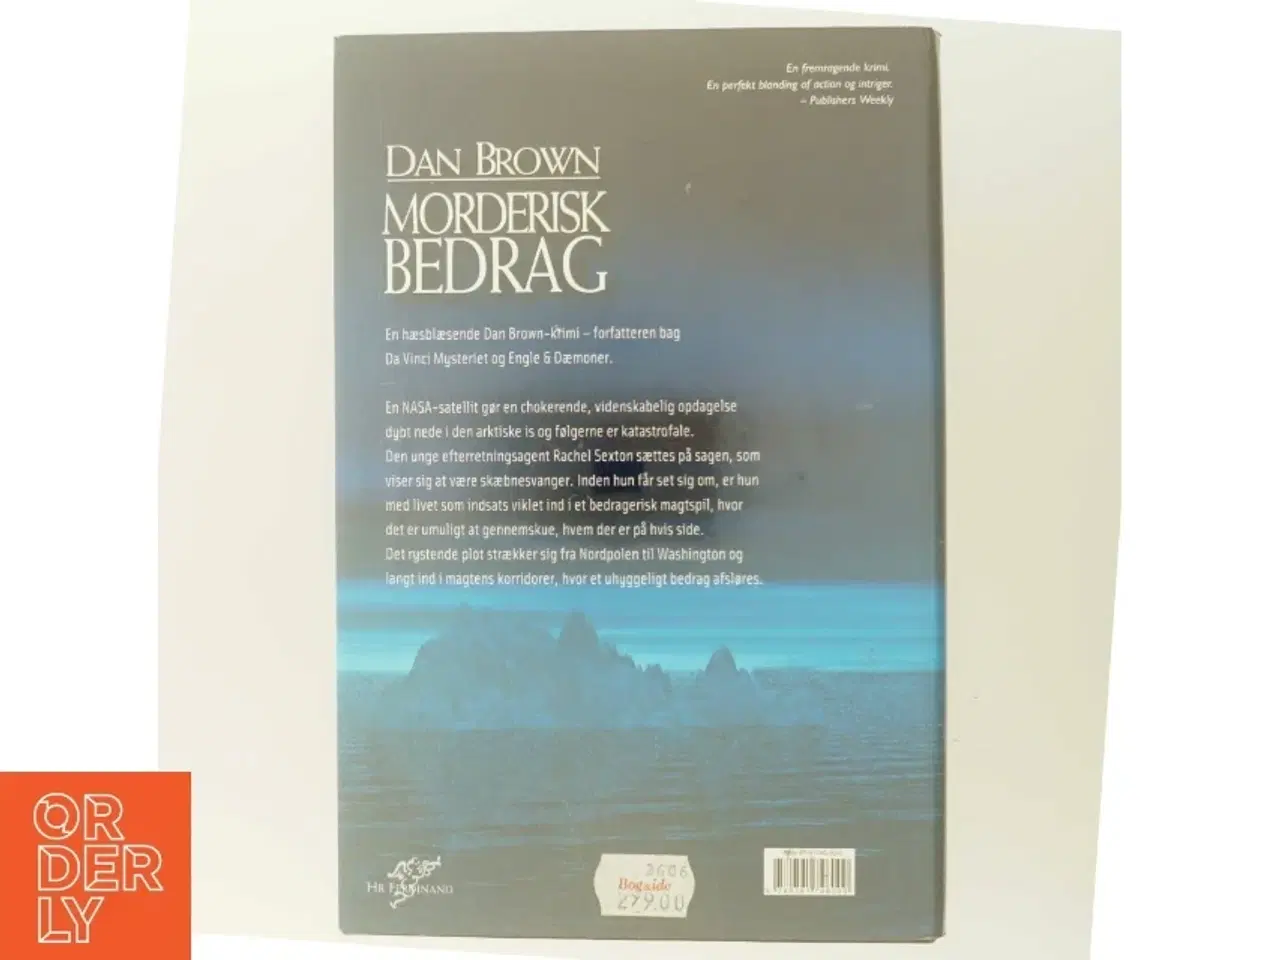 En fremragende krimi.
En perfekt blanding af action og intriger.
– Publishers Weekly
DAN BROWN
MORDERISK
BEDRAG
En hæsblæsende Dan Brown-krimi – forfatteren bag
Da Vinci Mysteriet og Engle & Dæmoner.
En NASA-satellit gør en chokerende, videnskabelig opdagelse
dybt nede i den arktiske is og følgerne er katastrofale.
Den unge efterretningsagent Rachel Sexton sættes på sagen, som
viser sig at være skæbnesvanger. Inden hun får set sig om, er hun
med livet som indsats viklet ind i et bedragerisk magtspil, hvor
det er umuligt at gennemskue, hvem der er på hvis side.
Det rystende plot strækker sig fra Nordpolen til Washington og
langt ind i magtens korridorer, hvor et uhyggeligt bedrag afsløres.
HR FERDINAND
3606
Bog&ide
279.00
ORDERLY